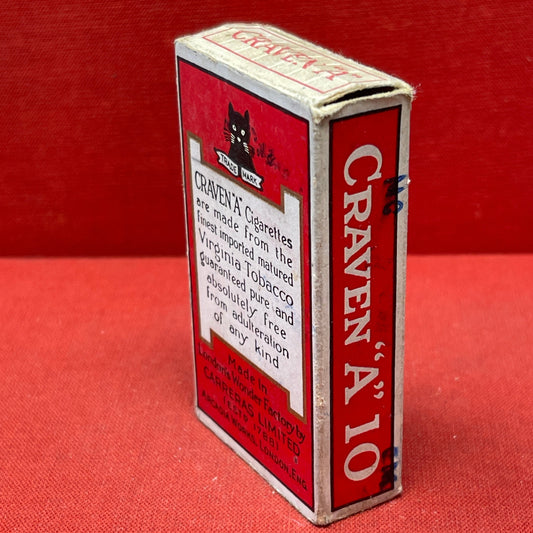 CRAVEN "A"
TRADE MARK
CRAVEN "A" Cigarettes
are made from the
finest imported matured
Virginia Tobacco
guaranteed pure and
absolutely free
from adulteration
of any kind
Made in
London's Wonder Factory by
CARRERAS LIMITED
(ESTD 1788)
ARCADIA WORKS, LONDON, ENG.
CRAVEN "A" 10